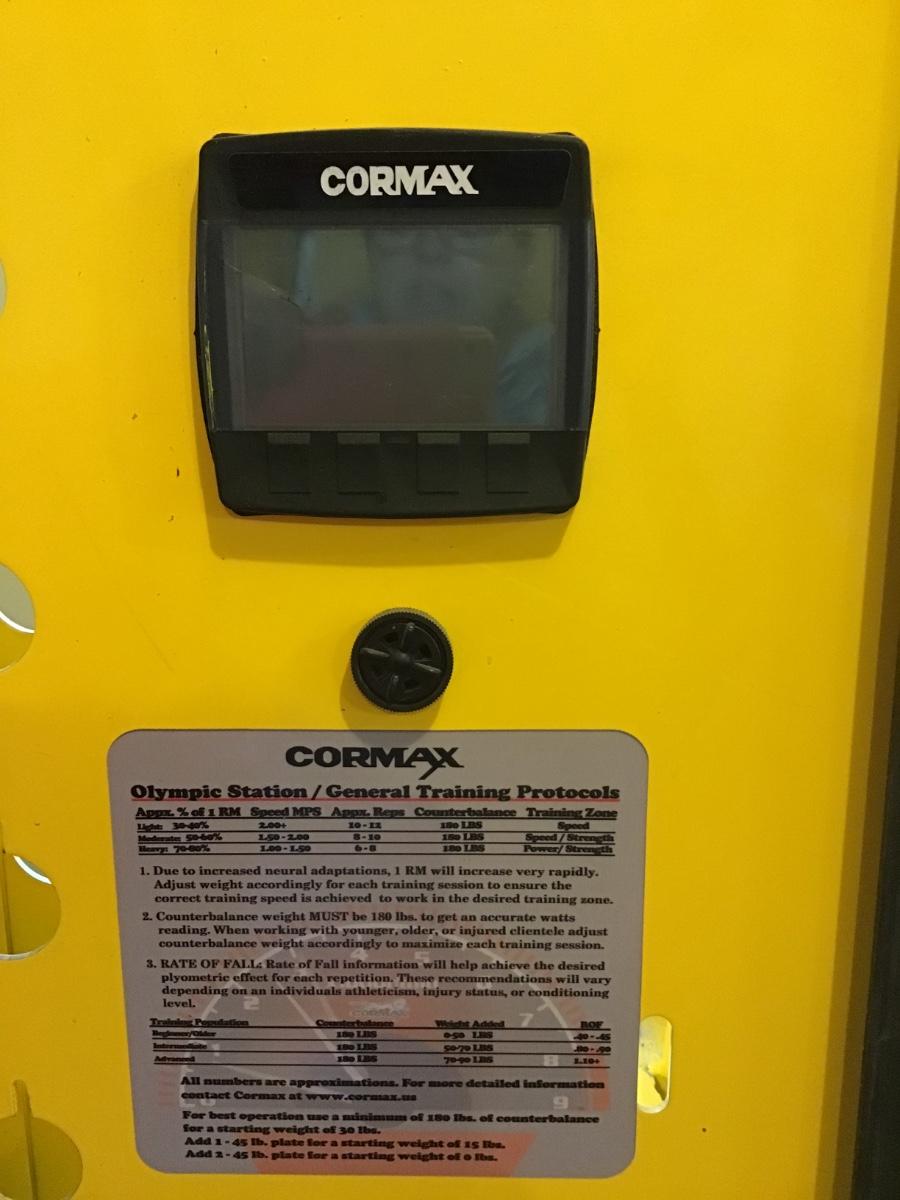 CORMAX
CORMAX
Olympic Station / General Training Protocols
Appx. % of 1 RM Speed MPS Appx. Reps Counterbalance Training Zone
Light: 30-40% 2.00+ 10 - 12 180 LBS Speed
Moderate: 50-60% 1.50 - 2.00 8 - 10 180 LBS Speed / Strength
Heavy: 70-80% 1.00 - 1.50 6 - 8 180 LBS Power/ Strength
1. Due to increased neural adaptations, 1 RM will increase very rapidly.
Adjust weight accordingly for each training session to ensure the
correct training speed is achieved to work in the desired training zone.
2. Counterbalance weight MUST be 180 lbs. to get an accurate watts
reading. When working with younger, older, or injured clientele adjust
counterbalance weight accordingly to maximize each training session.
3. RATE OF FALL: Rate of Fall information will help achieve the desired
plyometric effect for each repetition. These recommendations will vary
depending on an individuals athleticism, injury status, or conditioning
level.
Training Population Counterbalance Weight Added ROF
Beginner/Older 180 LBS 0-50 LBS .40 - .45
Intermediate 180 LBS 50-70 LBS .80 - .90
Advanced 180 LBS 70-90 LBS 1.10+
All numbers are approximations. For more detailed information
contact Cormax at www.cormax.us
For best operation use a minimum of 180 lbs. of counterbalance
for a starting weight of 30 lbs.
Add 1 - 45 lb. plate for a starting weight of 15 lbs.
Add 2 - 45 lb. plate for a starting weight of 0 lbs.